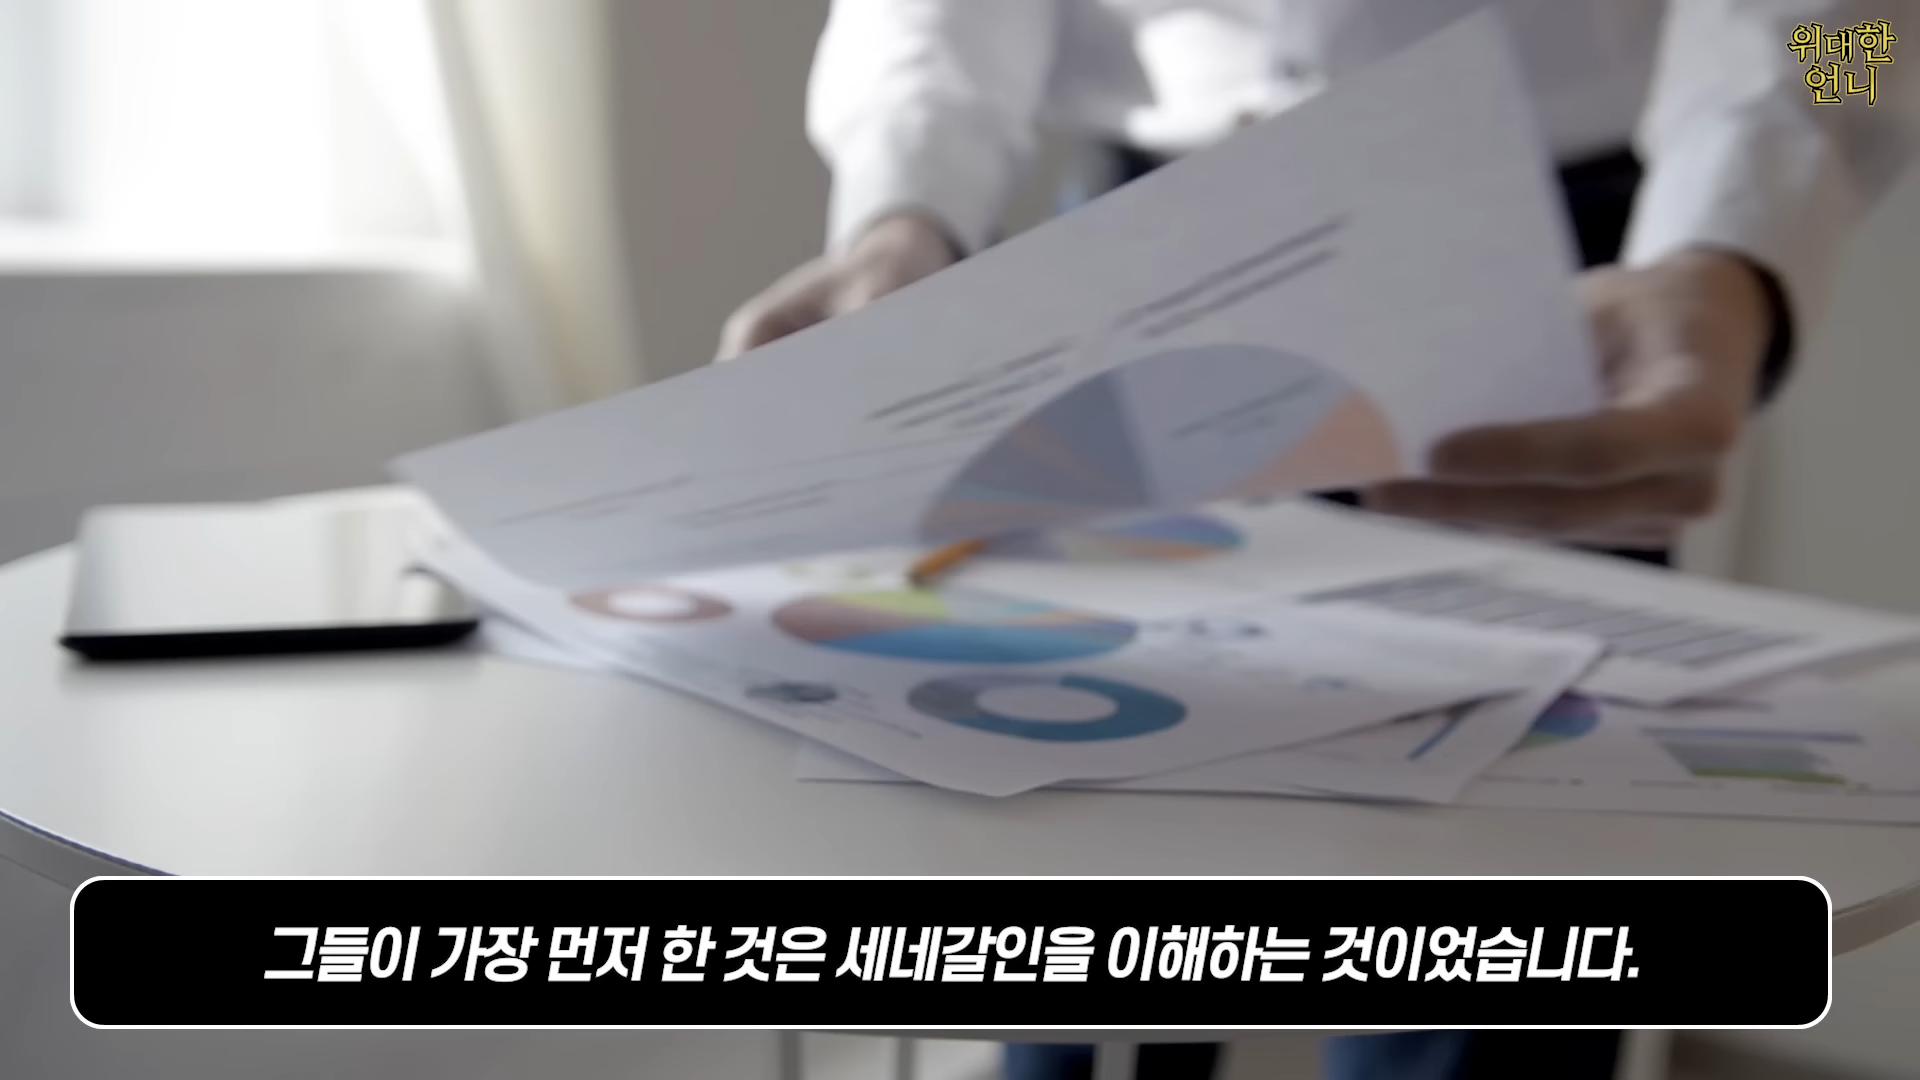 위대한
언니
그들이 가장 먼저 한 것은 세네갈인을 이해하는 것이었습니다.